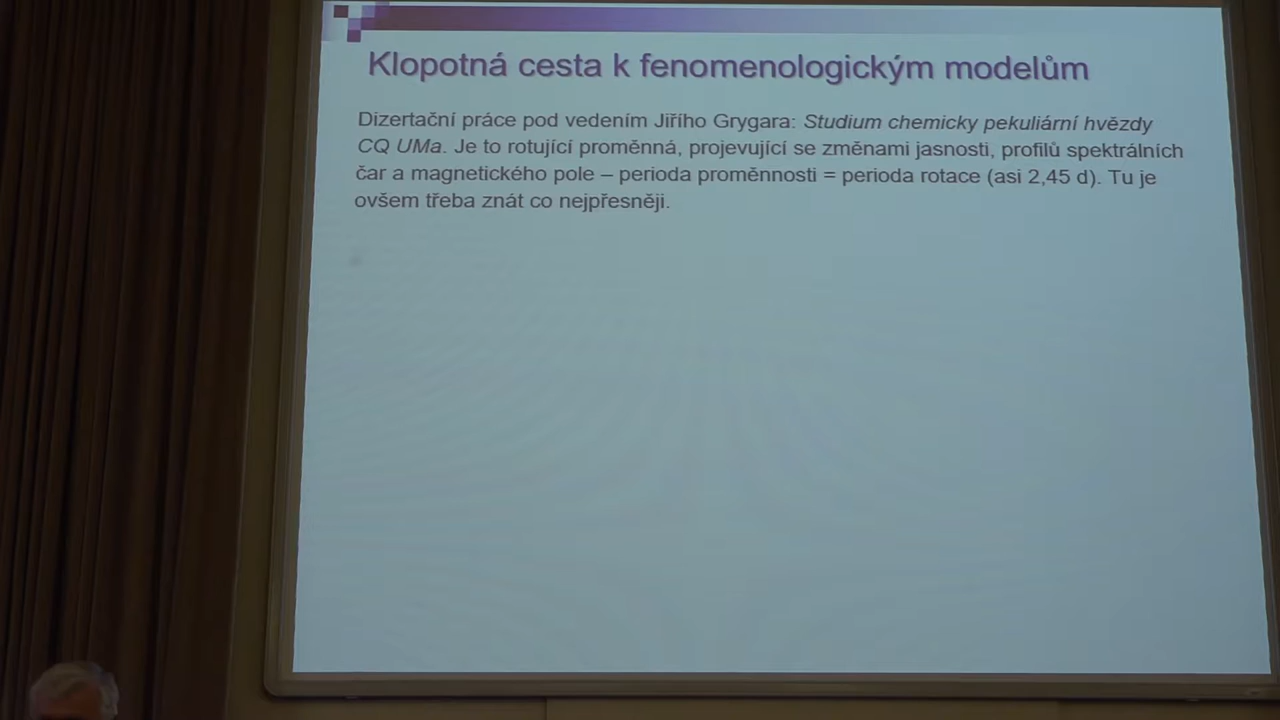 Klopotná cesta k fenomenologickým modelům
Dizertační práce pod vedením Jiřího Grygara: Studium chemicky pekuliární hvězdy
CQ UMa. Je to rotující proměnná, projevující se změnami jasnosti, profilů spektrálních
čar a magnetického pole – perioda proměnnosti = perioda rotace (asi 2,45 d). Tu je
ovšem třeba znát co nejpřesněji.